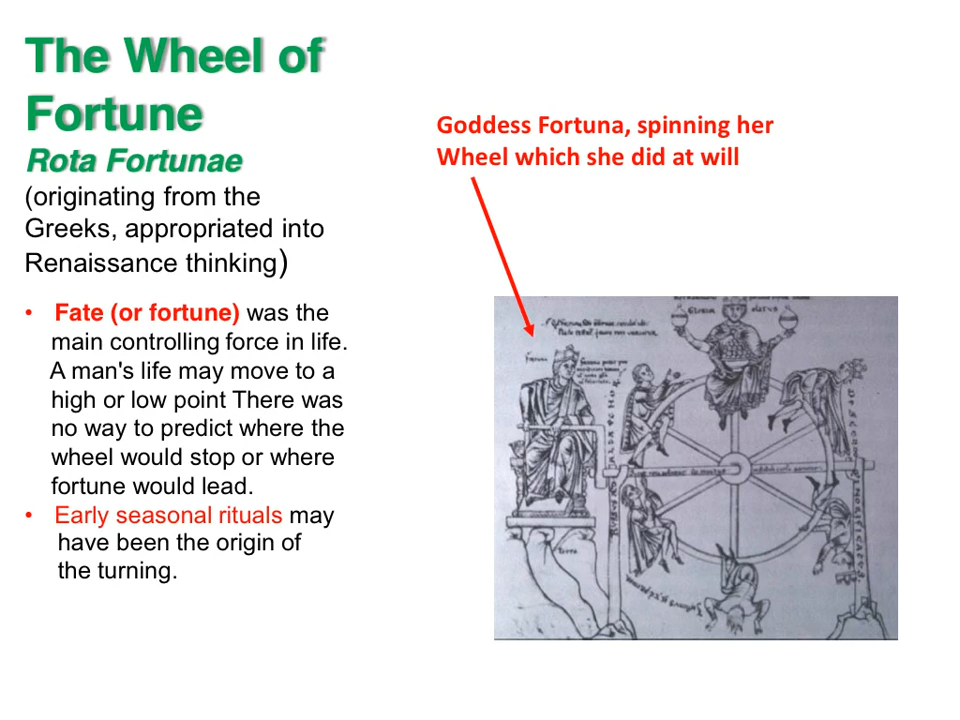 The Wheel of
Fortune
Rota Fortunae
(originating from the
Greeks, appropriated into
Renaissance thinking)
• Fate (or fortune) was the
main controlling force in life.
A man's life may move to a
high or low point There was
no way to predict where the
wheel would stop or where
fortune would lead.
• Early seasonal rituals may
have been the origin of
the turning.
Goddess Fortuna, spinning her
Wheel which she did at will